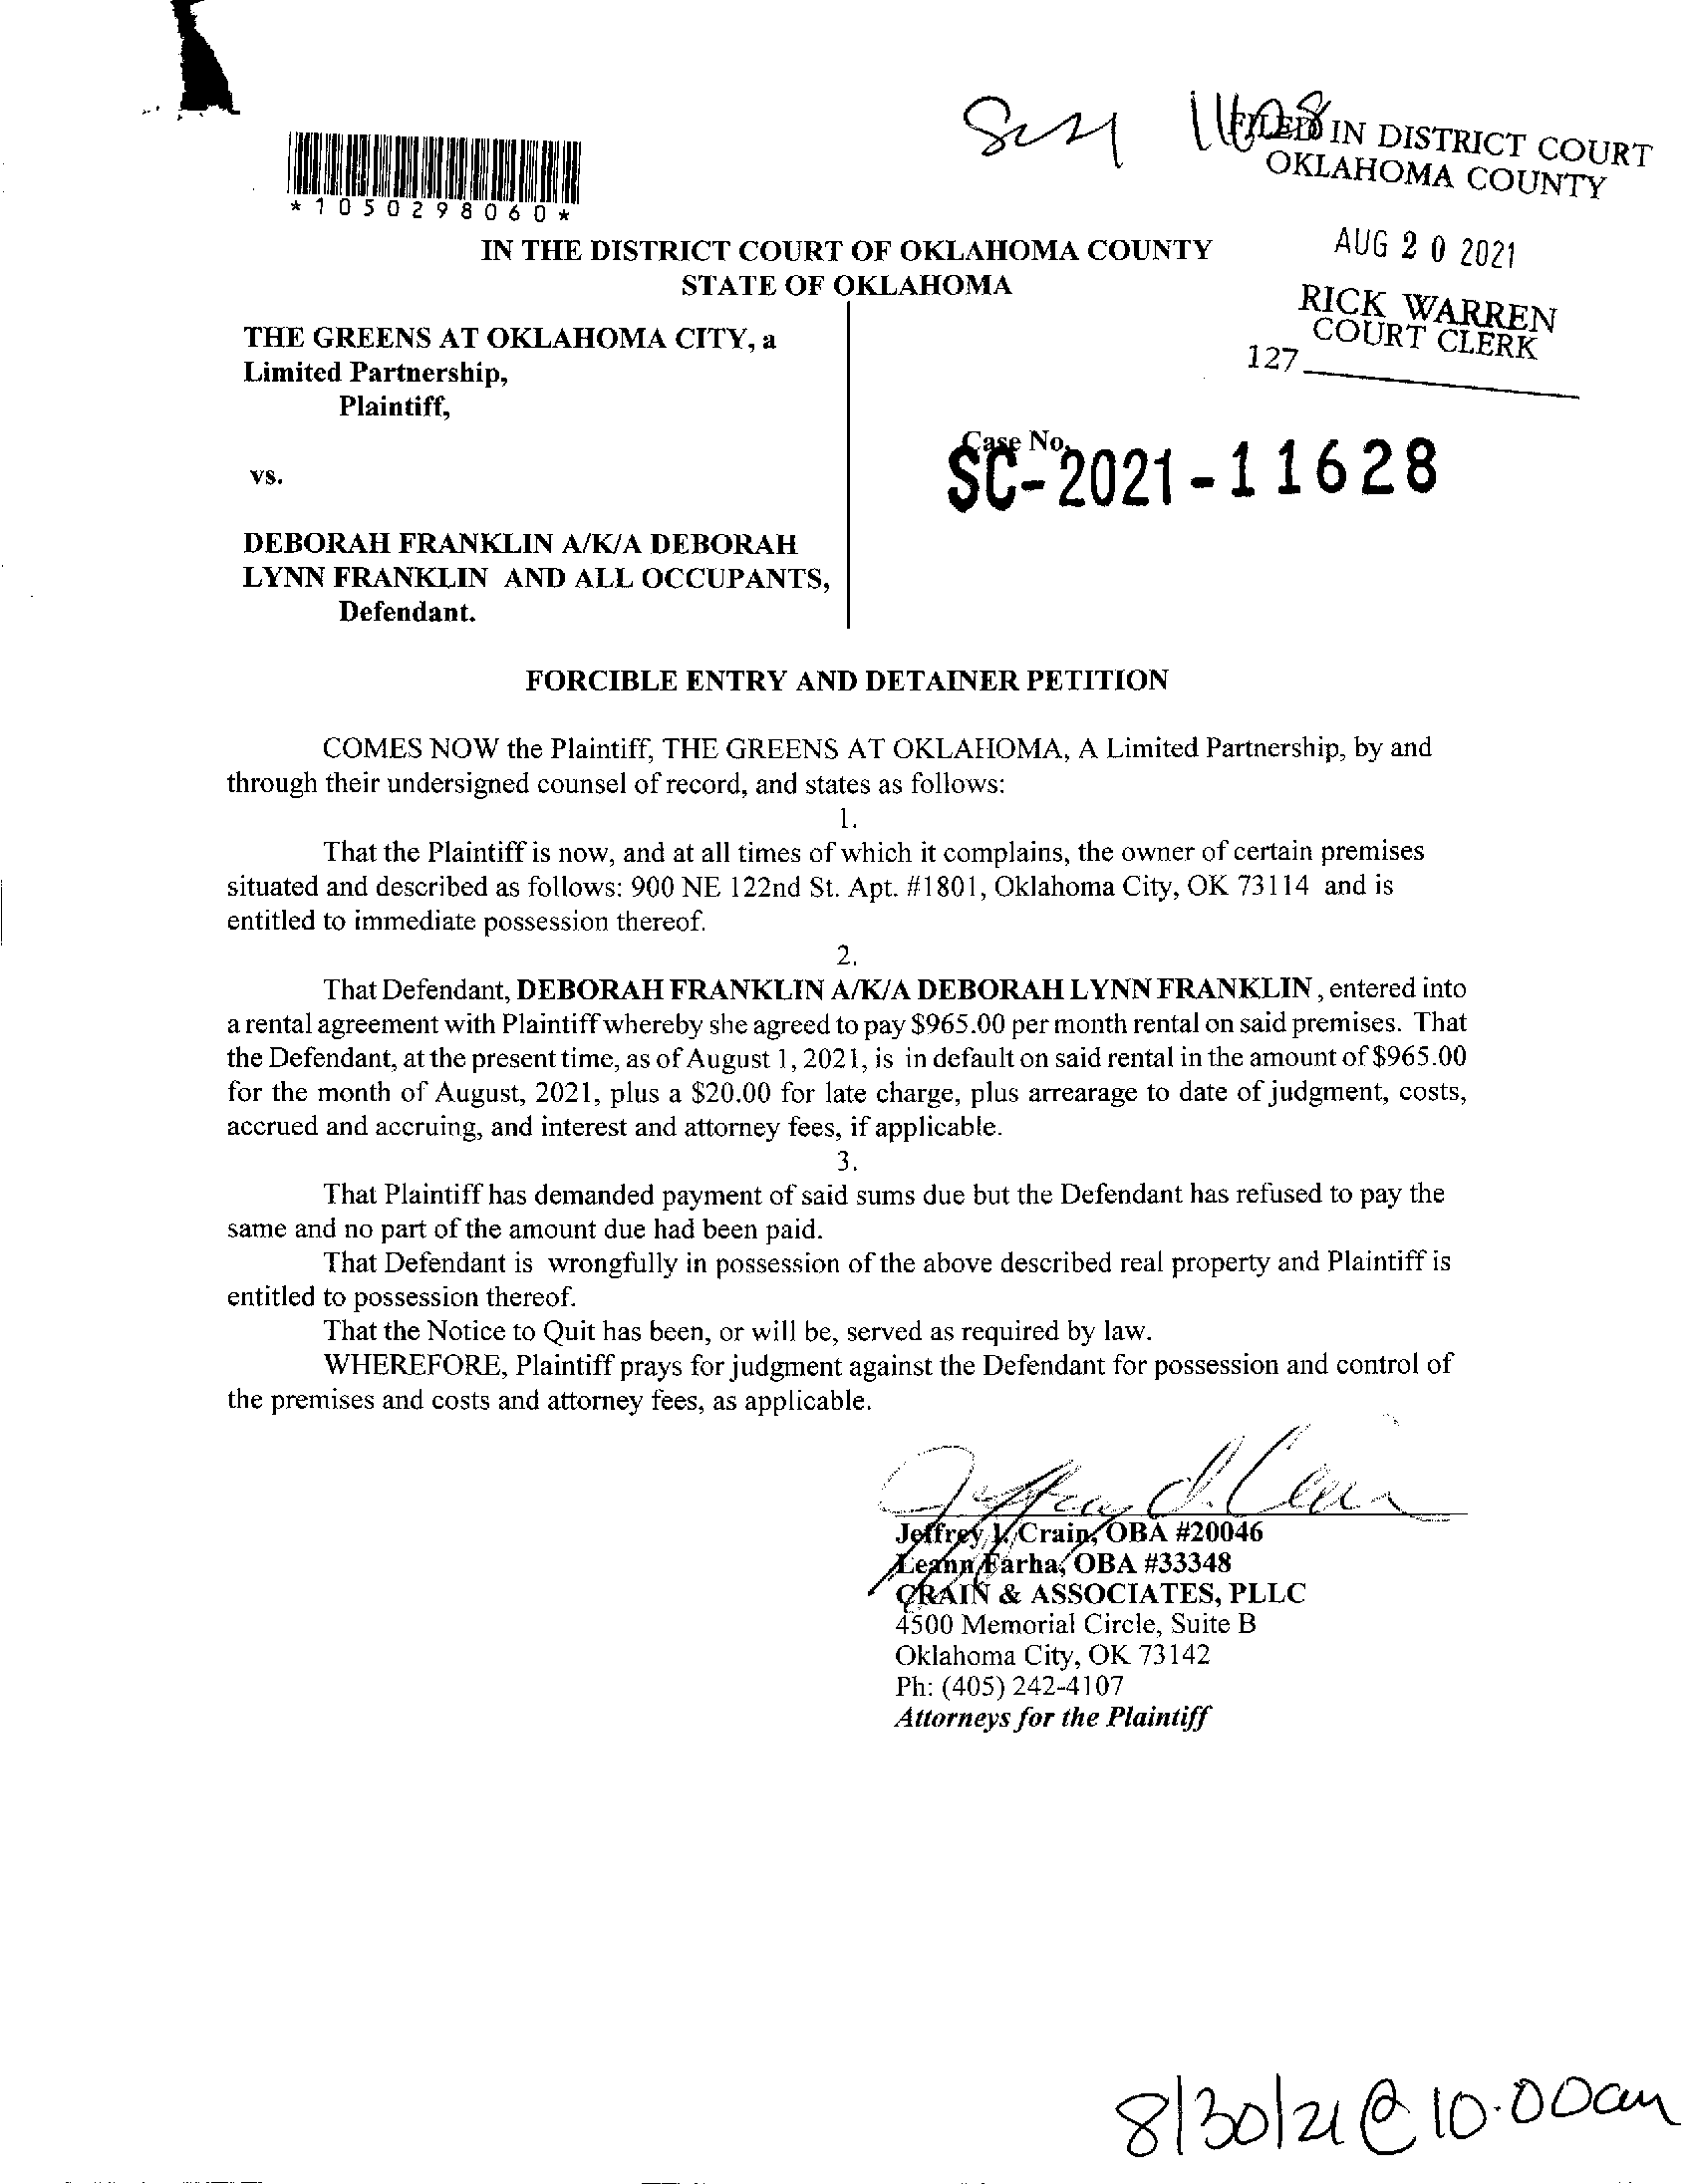 FILED IN DISTRICT COURT
OKLAHOMA COUNTY
*1050298060*
AUG 20 2021
IN THE DISTRICT COURT OF OKLAHOMA COUNTY
STATE OF OKLAHOMA
RICK WARREN
COURT CLERK
127
THE GREENS AT OKLAHOMA CITY, a
Limited Partnership,
Plaintiff,
Case No.
SC-2021-11628
vs.
DEBORAH FRANKLIN A/K/A DEBORAH
LYNN FRANKLIN AND ALL OCCUPANTS,
Defendant.
FORCIBLE ENTRY AND DETAINER PETITION
COMES NOW the Plaintiff, THE GREENS AT OKLAHOMA, A Limited Partnership, by and
through their undersigned counsel of record, and states as follows:
1.
That the Plaintiff is now, and at all times of which it complains, the owner of certain premises
situated and described as follows: 900 NE 122nd St. Apt. #1801, Oklahoma City, OK 73114 and is
entitled to immediate possession thereof.
2.
That Defendant, DEBORAH FRANKLIN A/K/A DEBORAH LYNN FRANKLIN, entered into
a rental agreement with Plaintiff whereby she agreed to pay $965.00 per month rental on said premises. That
the Defendant, at the present time, as of August 1, 2021, is in default on said rental in the amount of $965.00
for the month of August, 2021, plus a $20.00 for late charge, plus arrearage to date of judgment, costs,
accrued and accruing, and interest and attorney fees, if applicable.
3.
That Plaintiff has demanded payment of said sums due but the Defendant has refused to pay the
same and no part of the amount due had been paid.
That Defendant is wrongfully in possession of the above described real property and Plaintiff is
entitled to possession thereof.
That the Notice to Quit has been, or will be, served as required by law.
WHEREFORE, Plaintiff prays for judgment against the Defendant for possession and control of
the premises and costs and attorney fees, as applicable.
Jeffrey I. Crain, OBA #20046
Leann Farha, OBA #33348
CRAIN & ASSOCIATES, PLLC
4500 Memorial Circle, Suite B
Oklahoma City, OK 73142
Ph: (405) 242-4107
Attorneys for the Plaintiff
8/30/21 @ 10:00am